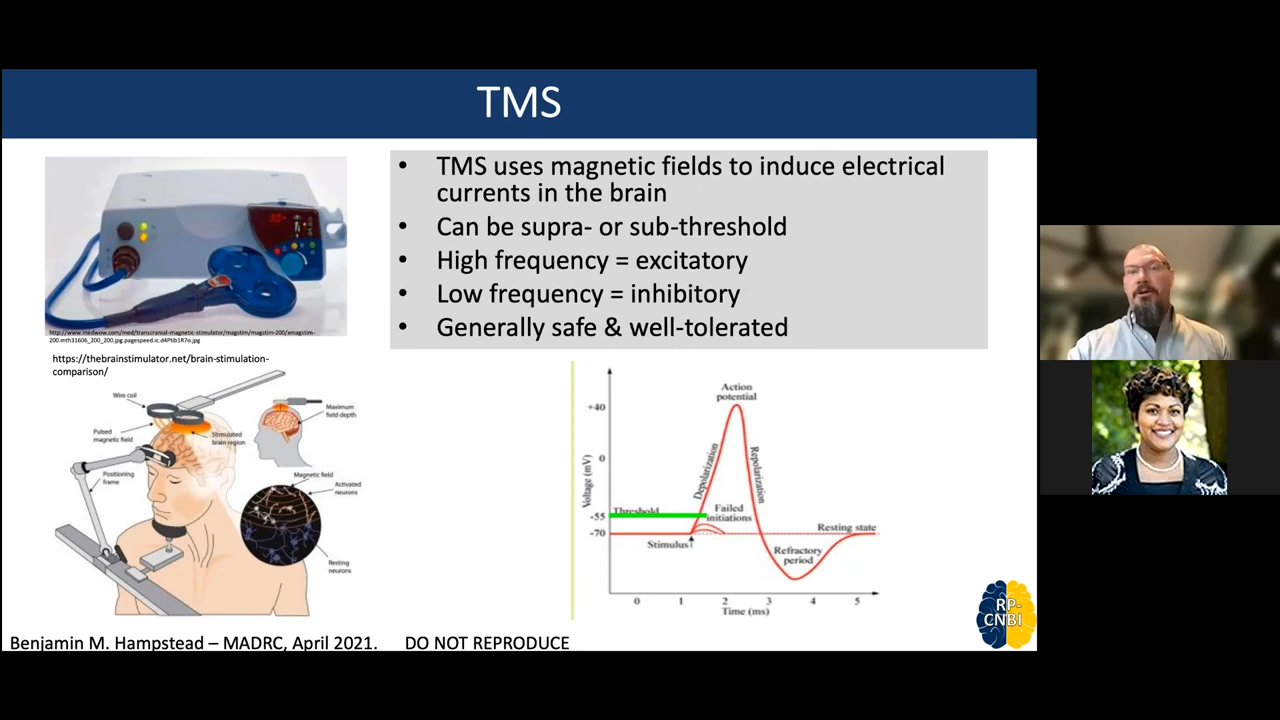 TMS
• TMS uses magnetic fields to induce electrical
currents in the brain
• Can be supra- or sub-threshold
• High frequency = excitatory
• Low frequency = inhibitory
• Generally safe & well-tolerated
http://www.medwow.com/med/transcranial-magnetic-stimulator/magstim/magstim-200/xmagstim-
200.mth31606_200_200.jpg.pagespeed.ic.d4Ptib1R7o.jpg
https://thebrainstimulator.net/brain-stimulation-
comparison/
Wire coil
Maximum
field depth
Pulsed
magnetic field
Stimulated
brain region
Positioning
frame
Magnetic field
Activated
neurons
Resting
neurons
Action
potential
+40
Voltage (mV)
0
Depolarization
Repolarization
Threshold
Failed
initiations
-55
-70
Resting state
Stimulus
Refractory
period
0 1 2 3 4 5
Time (ms)
RP-
CNBI
Benjamin M. Hampstead – MADRC, April 2021. DO NOT REPRODUCE